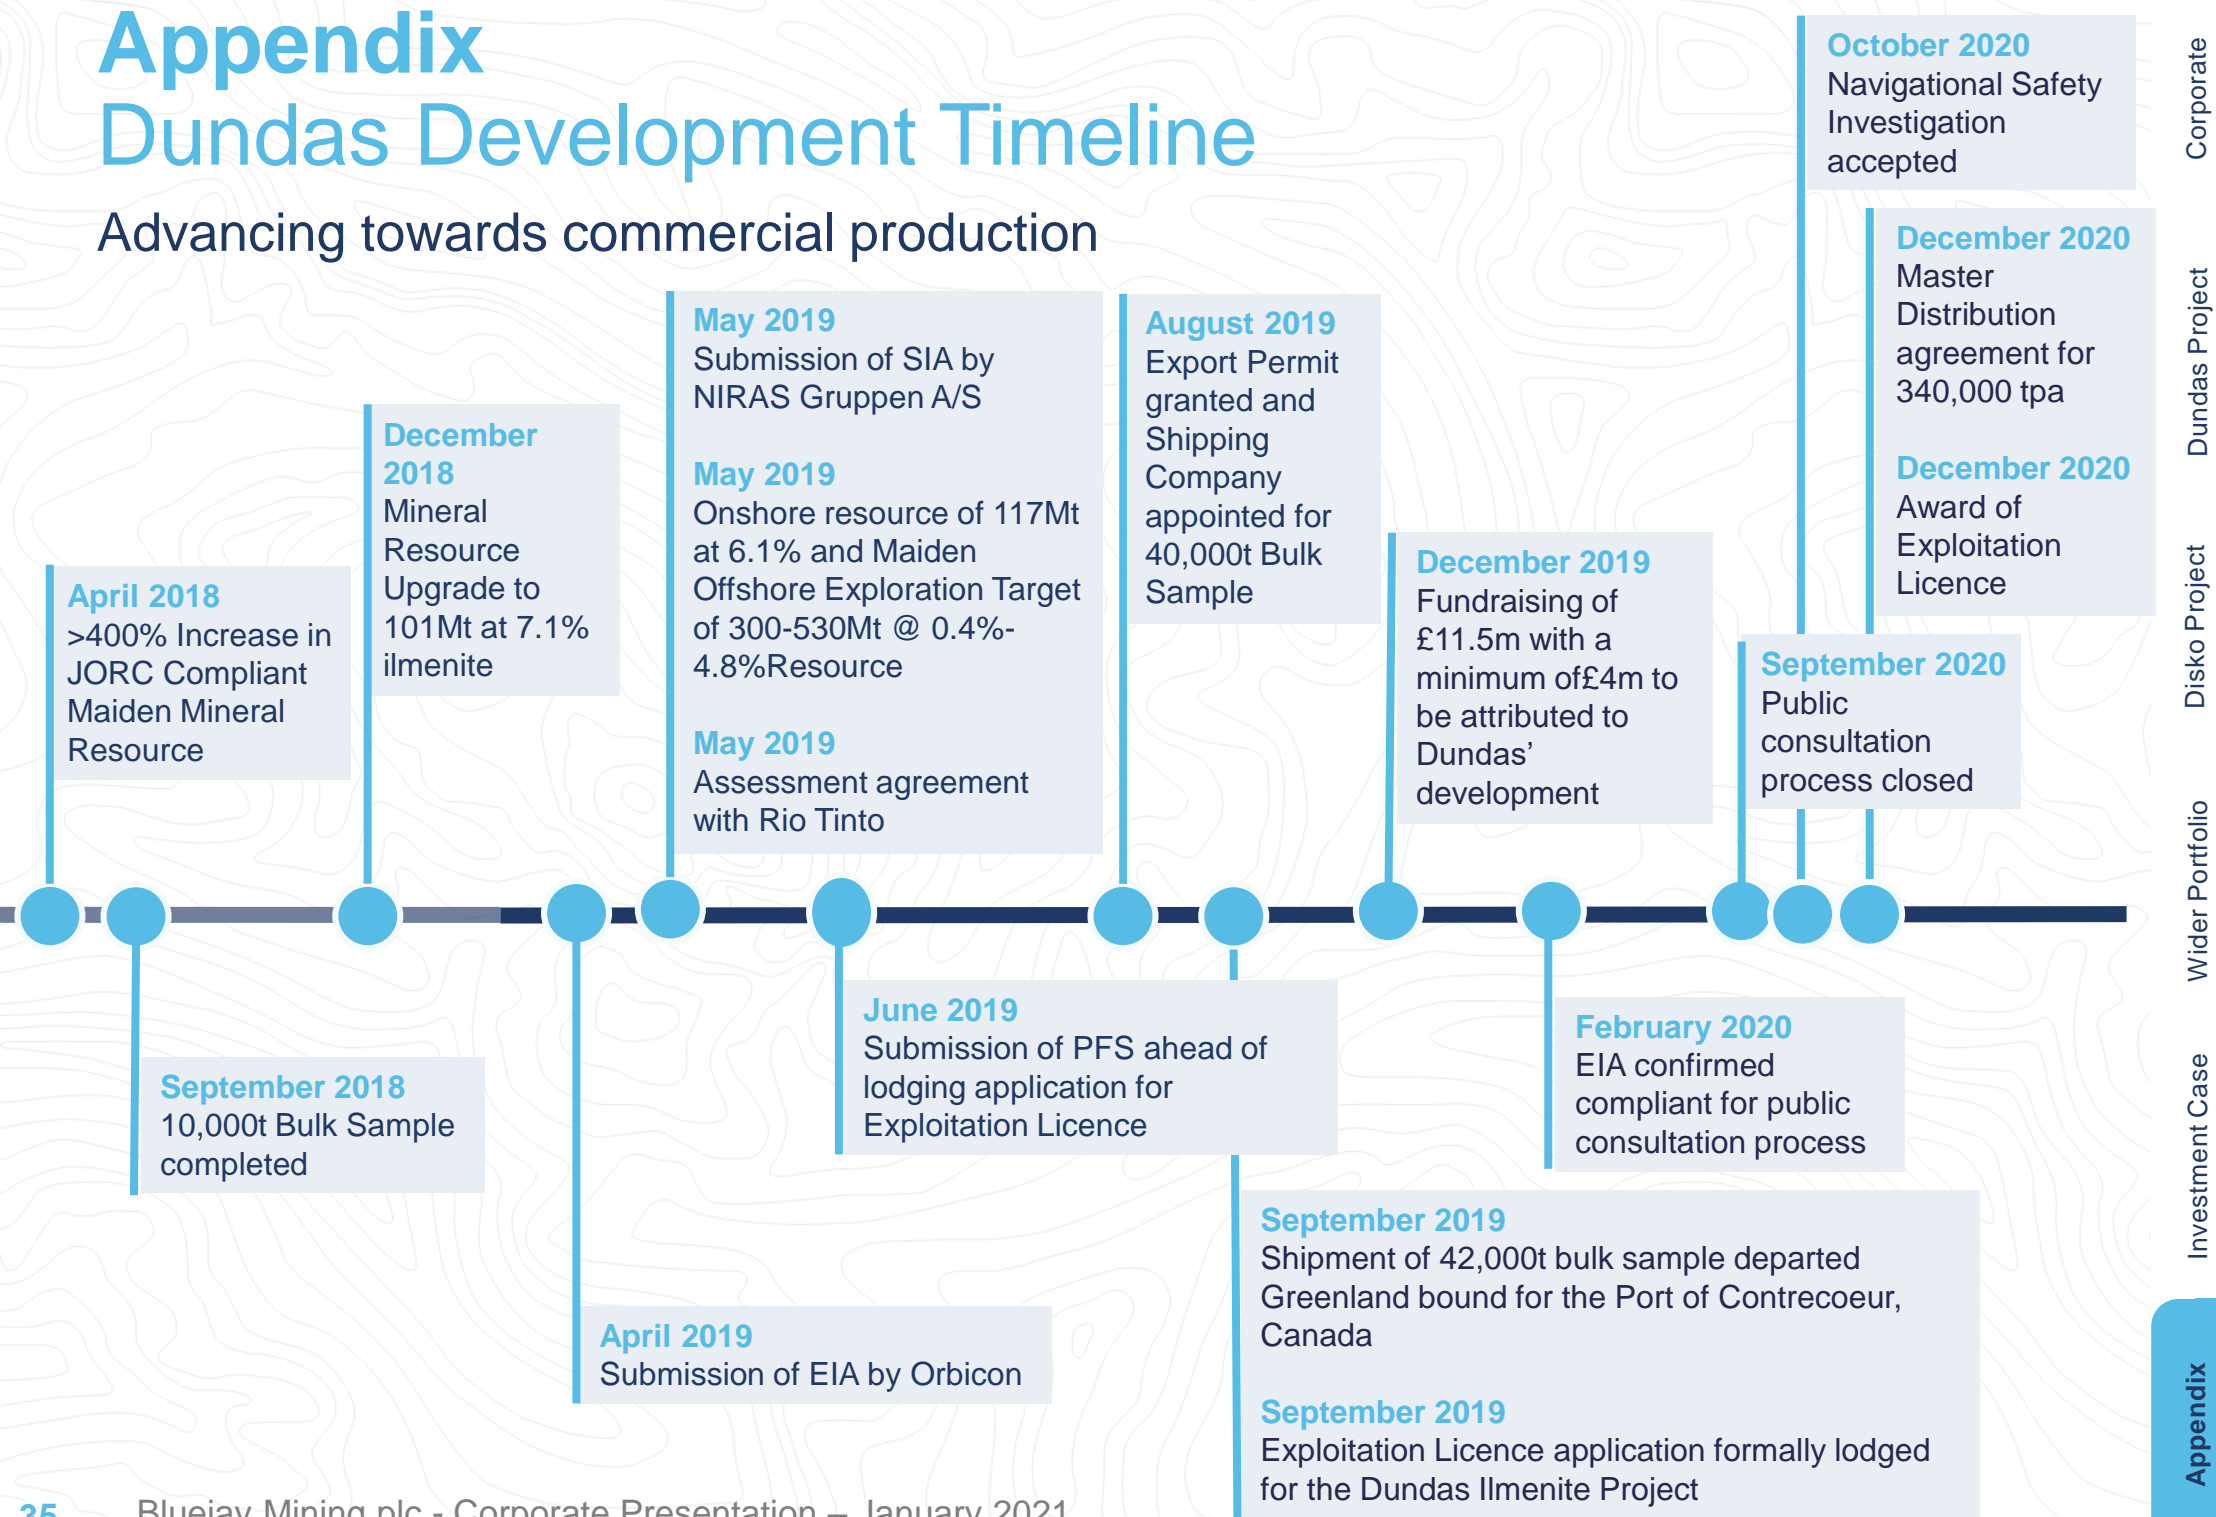 Appendix
Dundas Development Timeline
Advancing towards commercial production
April 2018
>400% Increase in
JORC Compliant
Maiden Mineral
Resource
September 2018
10,000t Bulk Sample
completed
December
2018
Mineral
Resource
Upgrade to
101Mt at 7.1%
ilmenite
April 2019
Submission of EIA by Orbicon
May 2019
Submission of SIA by
NIRAS Gruppen A/S
May 2019
Onshore resource of 117Mt
at 6.1% and Maiden
Offshore Exploration Target
of 300-530Mt @ 0.4%-
4.8%Resource
May 2019
Assessment agreement
with Rio Tinto
June 2019
Submission of PFS ahead of
lodging application for
Exploitation Licence
August 2019
Export Permit
granted and
Shipping
Company
appointed for
40,000t Bulk
Sample
September 2019
Shipment of 42,000t bulk sample departed
Greenland bound for the Port of Contrecoeur,
Canada
September 2019
Exploitation Licence application formally lodged
for the Dundas Ilmenite Project
December 2019
Fundraising of
£11.5m with a
minimum of£4m to
be attributed to
Dundas’
development
February 2020
EIA confirmed
compliant for public
consultation process
September 2020
Public
consultation
process closed
October 2020
Navigational Safety
Investigation
accepted
December 2020
Master
Distribution
agreement for
340,000 tpa
December 2020
Award of
Exploitation
Licence
Corporate
Dundas Project
Disko Project
Wider Portfolio
Investment Case
Appendix
35
Bluejay Mining plc - Corporate Presentation – January 2021